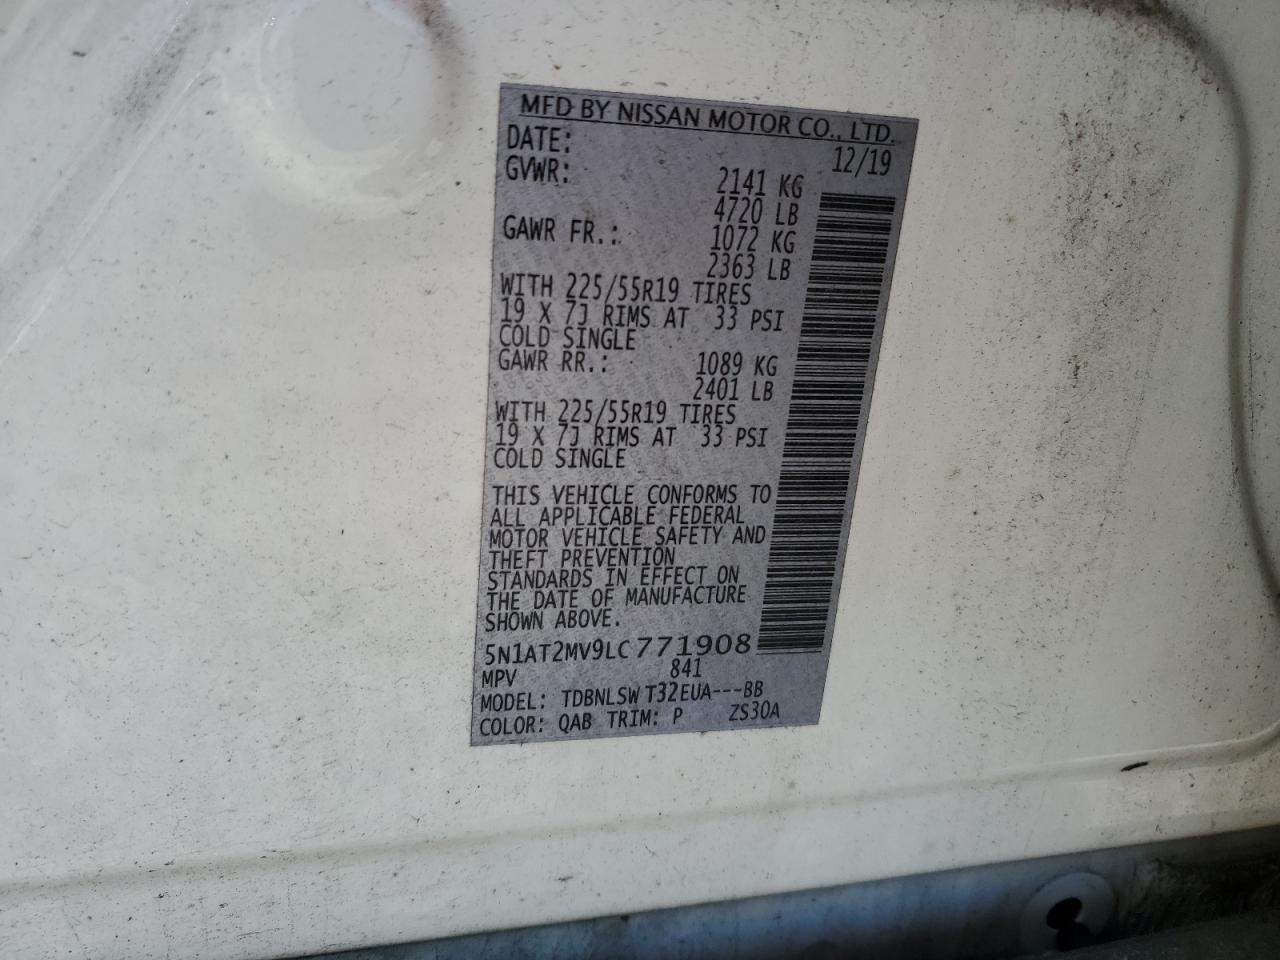 MFD BY NISSAN MOTOR CO., LTD.
DATE: 12/19
GVWR: 2141 KG
4720 LB
GAWR FR.: 1072 KG
2363 LB
WITH 225/55R19 TIRES
19 X 7J RIMS AT 33 PSI
COLD SINGLE
GAWR RR.: 1089 KG
2401 LB
WITH 225/55R19 TIRES
19 X 7J RIMS AT 33 PSI
COLD SINGLE
THIS VEHICLE CONFORMS TO
ALL APPLICABLE FEDERAL
MOTOR VEHICLE SAFETY AND
THEFT PREVENTION
STANDARDS IN EFFECT ON
THE DATE OF MANUFACTURE
SHOWN ABOVE.
5N1AT2MV9LC771908
MPV 841
MODEL: TDBNLSW T32EUA---BB
COLOR: QAB TRIM: P ZS30A